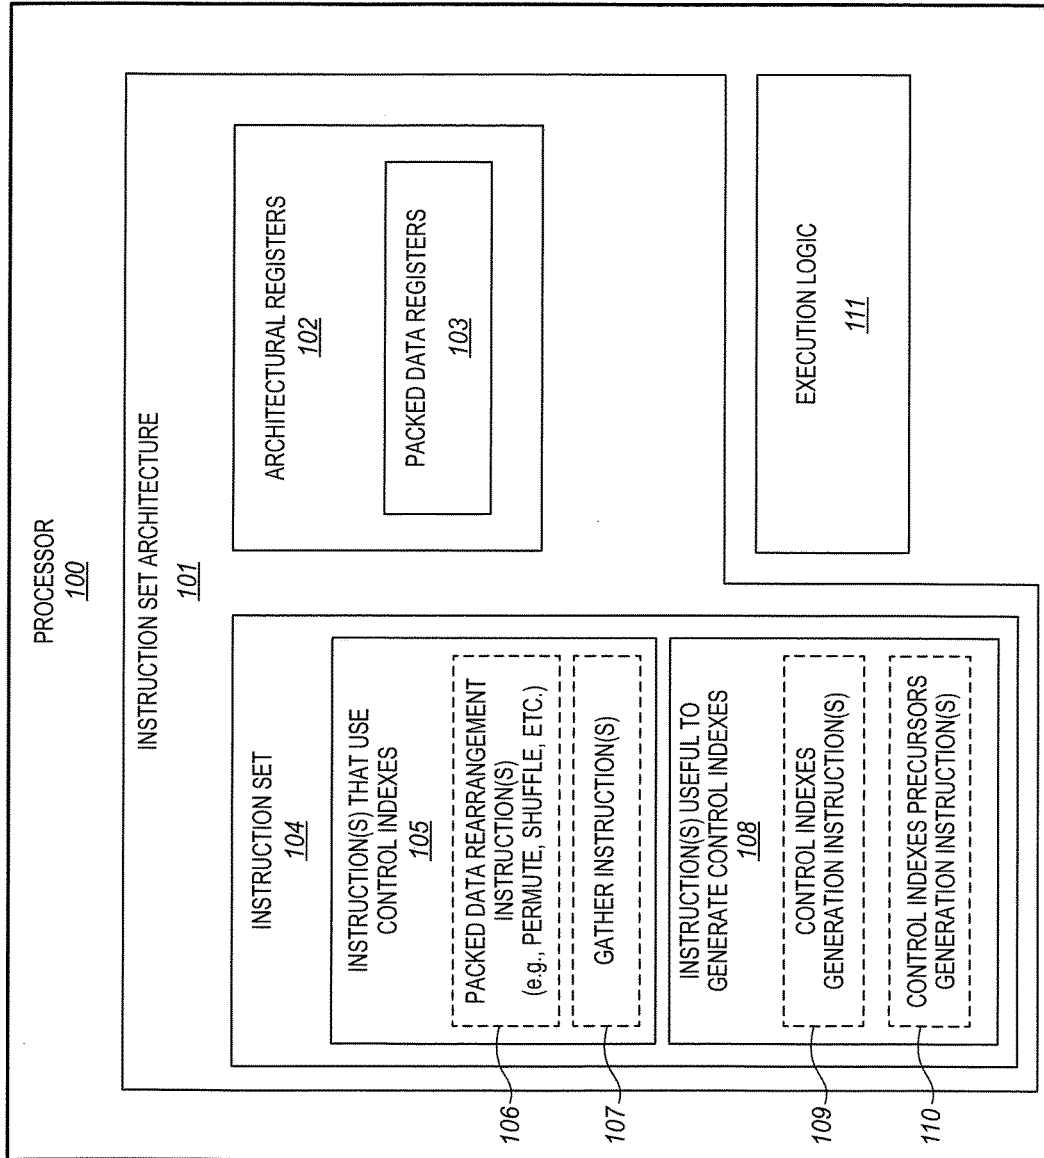 PROCESSOR
100
INSTRUCTION SET ARCHITECTURE
101
INSTRUCTION SET
104
INSTRUCTION(S) THAT USE
CONTROL INDEXES
105
PACKED DATA REARRANGEMENT
INSTRUCTION(S)
(e.g., PERMUTE, SHUFFLE, ETC.)
106
GATHER INSTRUCTION(S)
107
INSTRUCTION(S) USEFUL TO
GENERATE CONTROL INDEXES
108
CONTROL INDEXES
GENERATION INSTRUCTION(S)
109
CONTROL INDEXES PRECURSORS
GENERATION INSTRUCTION(S)
110
ARCHITECTURAL REGISTERS
102
PACKED DATA REGISTERS
103
EXECUTION LOGIC
111